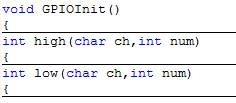 void GPIOInit()
{
int high(char ch,int num)
{
int low(char ch,int num)
{